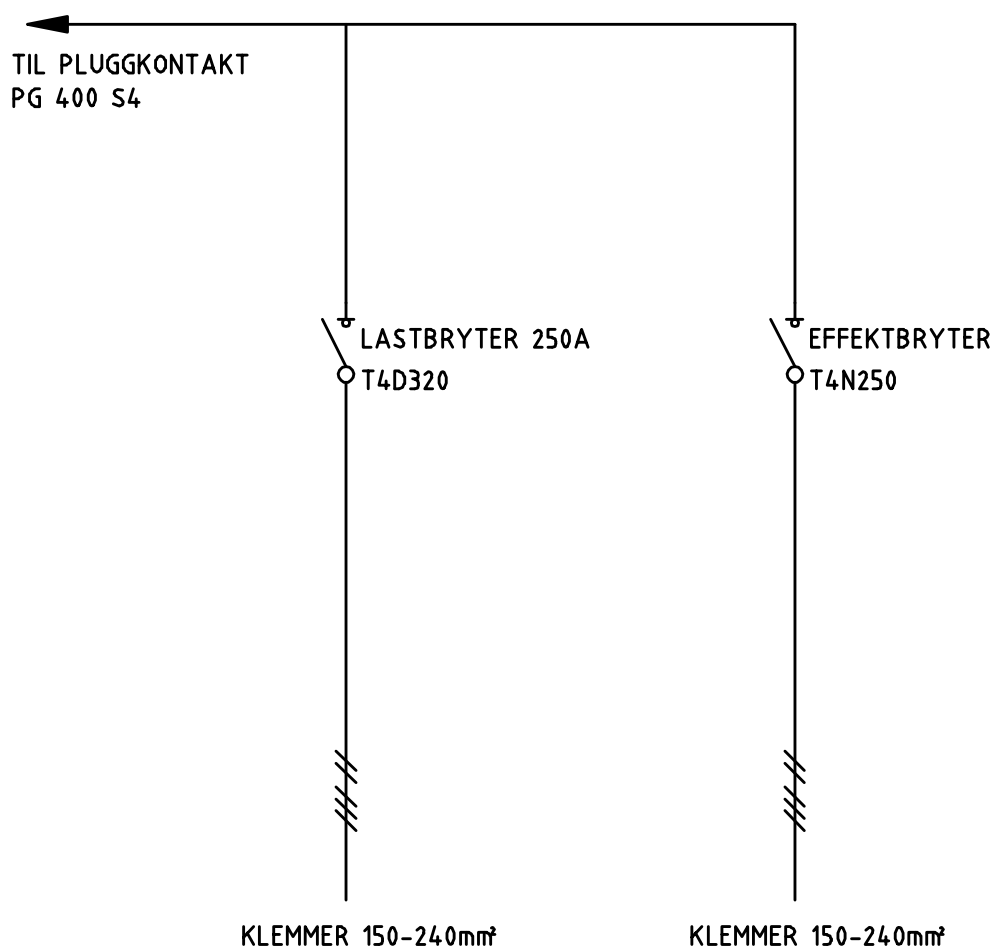 TIL PLUGGKONTAKT
PG 400 S4
LASTBRYTER 250A
T4D320
EFFEKTBRYTER
T4N250
KLEMMER 150-240mm²
KLEMMER 150-240mm²